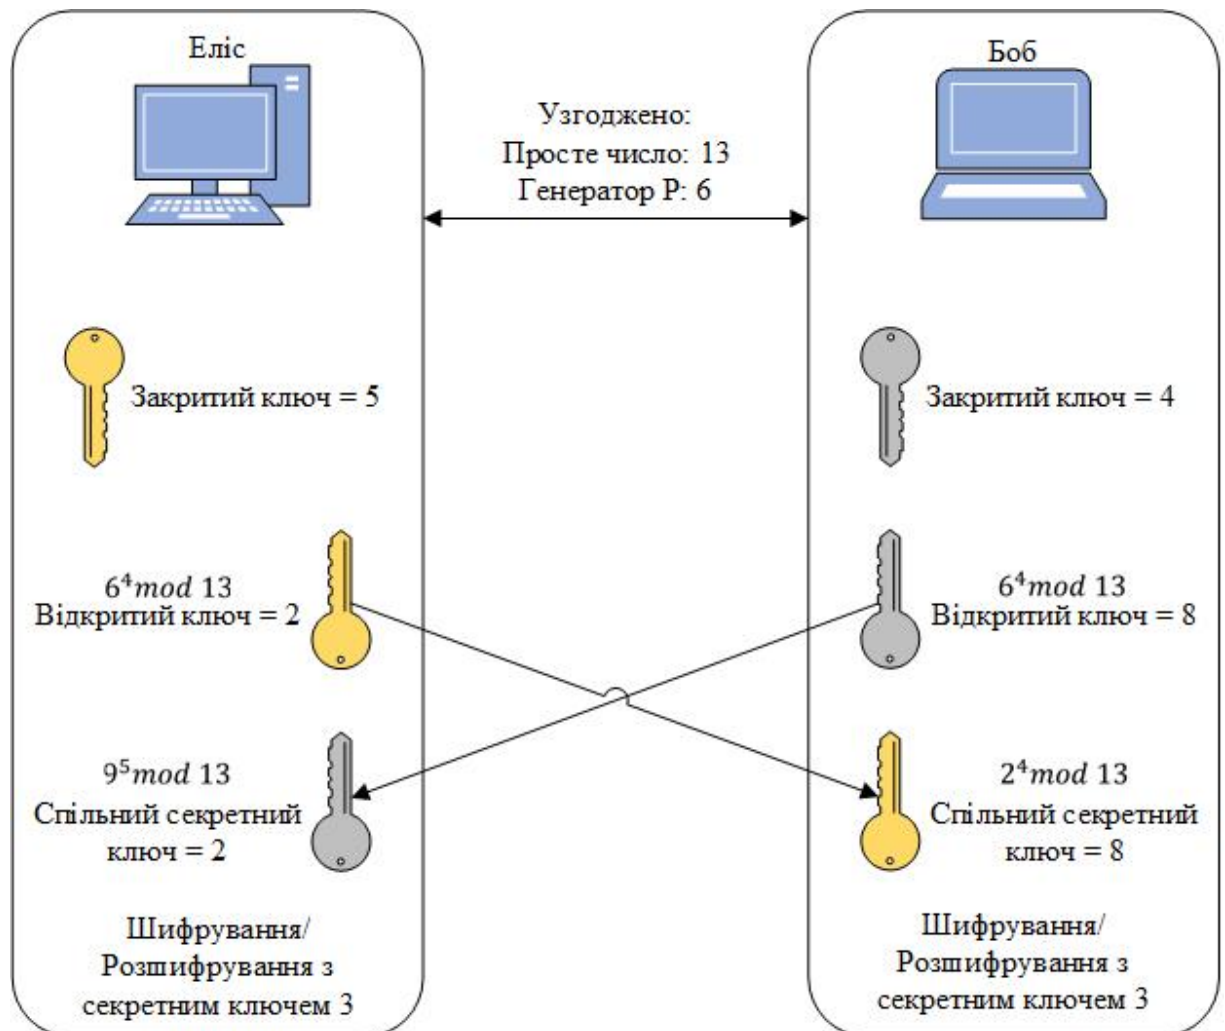 Еліс
Боб
Узгоджено:
Просте число: 13
Генератор P: 6
Закритий ключ = 5
Закритий ключ = 4
6⁴mod 13
Відкритий ключ = 2
6⁴mod 13
Відкритий ключ = 8
9⁵mod 13
Спільний секретний
ключ = 2
2⁴mod 13
Спільний секретний
ключ = 8
Шифрування/
Розшифрування з
секретним ключем 3
Шифрування/
Розшифрування з
секретним ключем 3